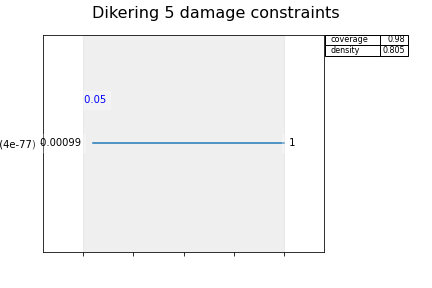 Dikering 5 damage constraints
coverage 0.98
density 0.805
0.05
(4e-77) 0.00099 1